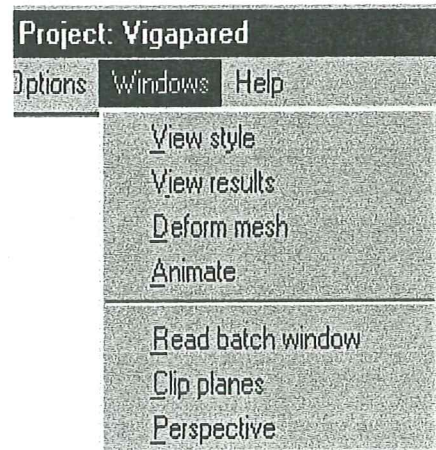 Project: Vigapared
Options Windows Help
View style
View results
Deform mesh
Animate
Read batch window
Clip planes
Perspective